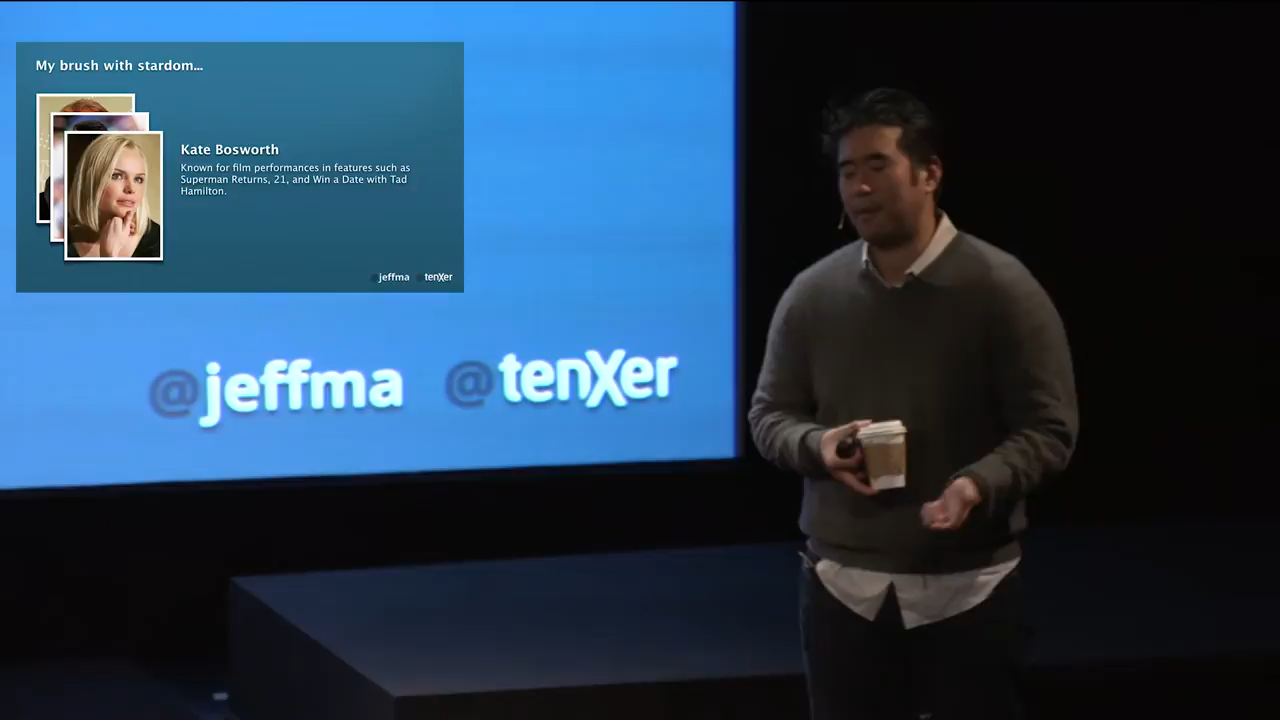 My brush with stardom...
Kate Bosworth
Known for film performances in features such as
Superman Returns, 21, and Win a Date with Tad
Hamilton.
@jeffma @tenXer
@jeffma @tenXer